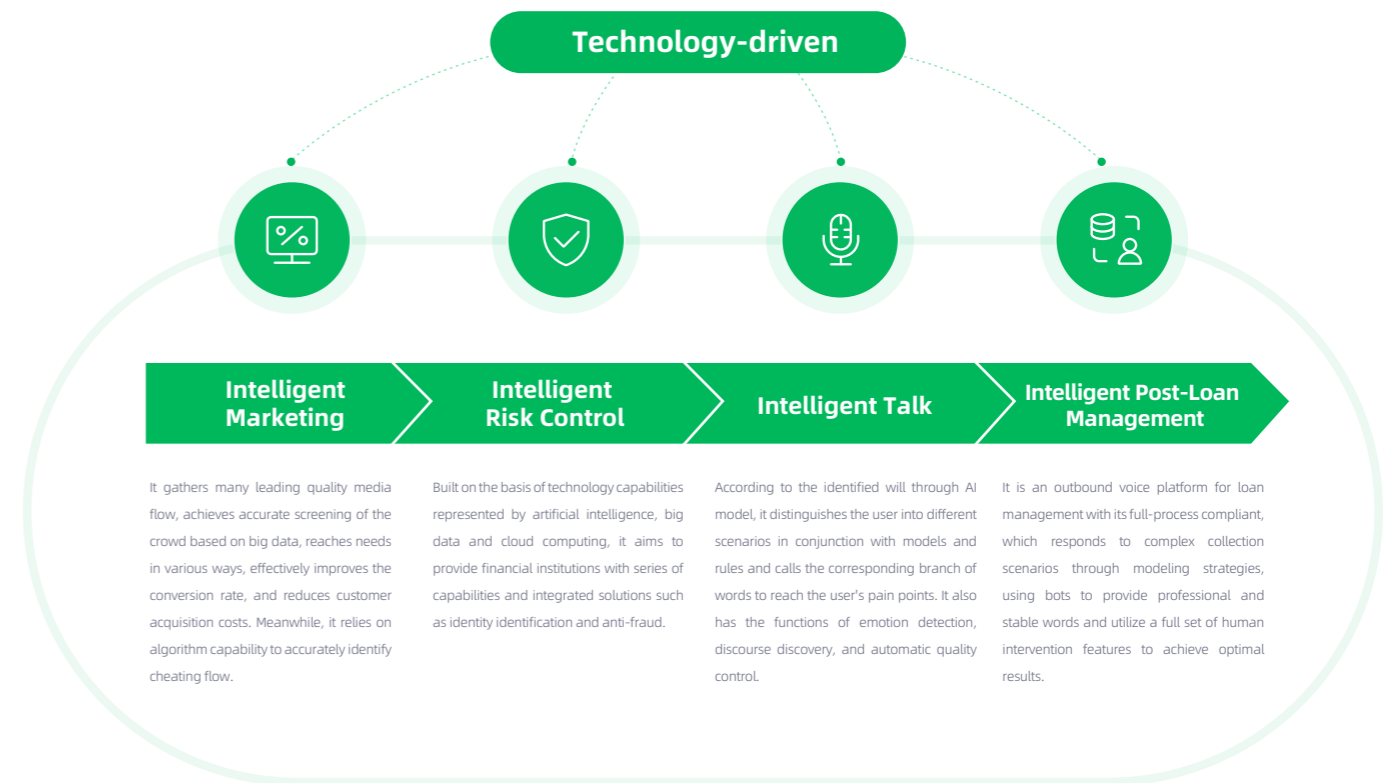 Technology-driven
Intelligent
Marketing
Intelligent
Risk Control
Intelligent Talk
Intelligent Post-Loan
Management
It gathers many leading quality media
flow, achieves accurate screening of the
crowd based on big data, reaches needs
in various ways, effectively improves the
conversion rate, and reduces customer
acquisition costs. Meanwhile, it relies on
algorithm capability to accurately identify
cheating flow.
Built on the basis of technology capabilities
represented by artificial intelligence, big
data and cloud computing, it aims to
provide financial institutions with series of
capabilities and integrated solutions such
as identity identification and anti-fraud.
According to the identified will through AI
model, it distinguishes the user into different
scenarios in conjunction with models and
rules and calls the corresponding branch of
words to reach the user's pain points. It also
has the functions of emotion detection,
discourse discovery, and automatic quality
control.
It is an outbound voice platform for loan
management with its full-process compliant,
which responds to complex collection
scenarios through modeling strategies,
using bots to provide professional and
stable words and utilize a full set of human
intervention features to achieve optimal
results.